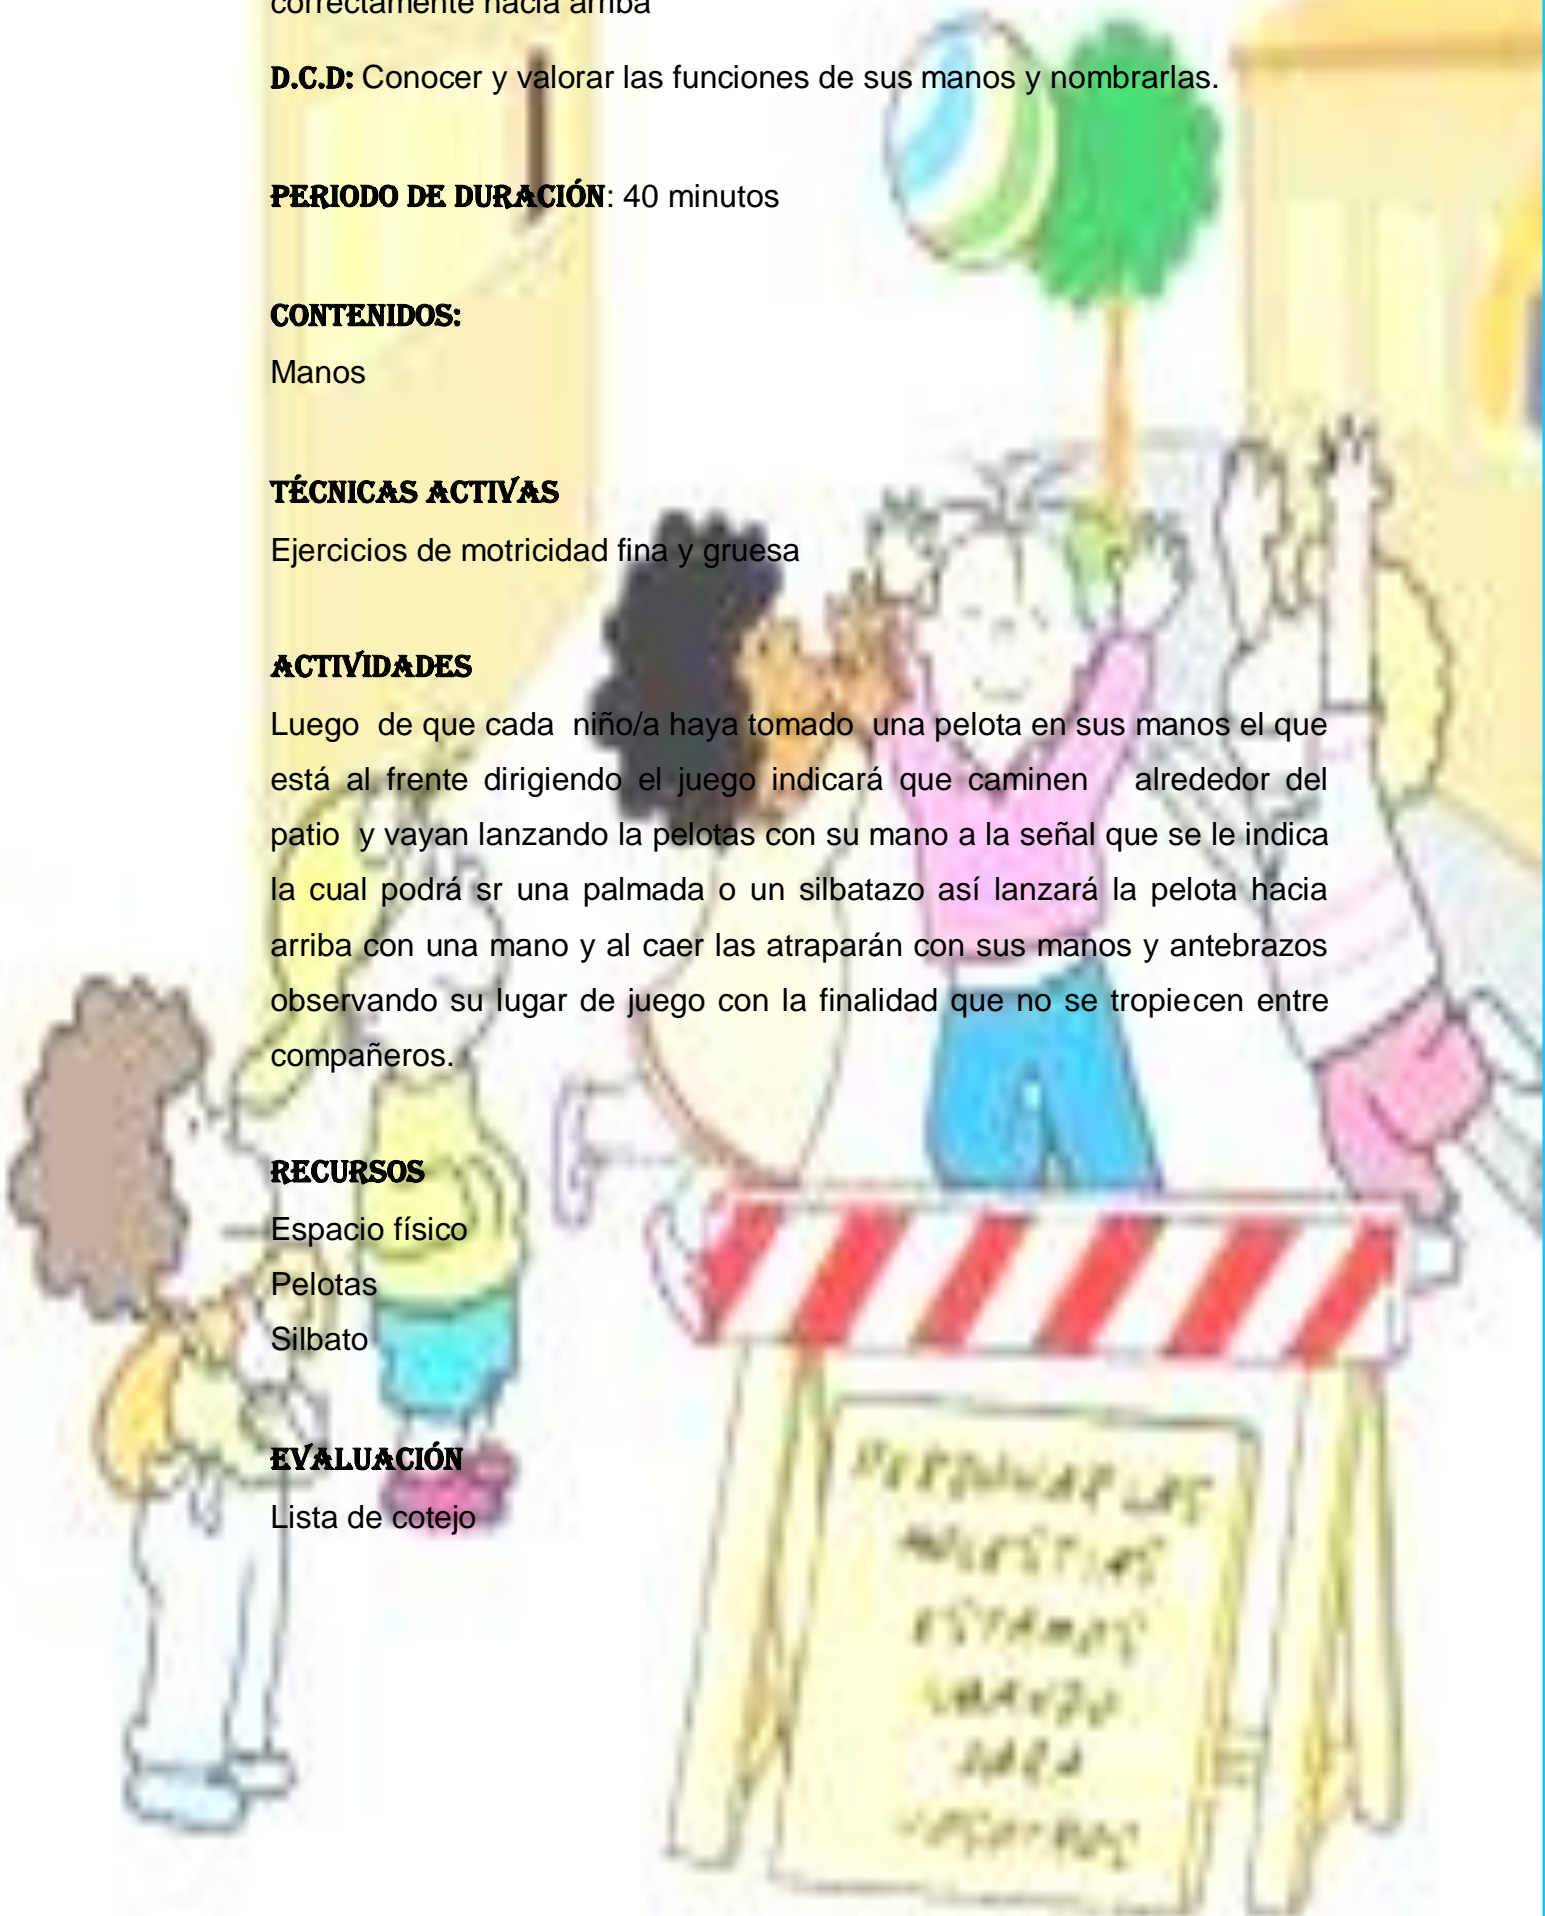 correctamente hacia arriba
D.C.D: Conocer y valorar las funciones de sus manos y nombrarlas.
PERIODO DE DURACIÓN: 40 minutos
CONTENIDOS:
Manos
TÉCNICAS ACTIVAS
Ejercicios de motricidad fina y gruesa
ACTIVIDADES
Luego de que cada niño/a haya tomado una pelota en sus manos el que
está al frente dirigiendo el juego indicará que caminen alrededor del
patio y vayan lanzando la pelotas con su mano a la señal que se le indica
la cual podrá sr una palmada o un silbatazo así lanzará la pelota hacia
arriba con una mano y al caer las atraparán con sus manos y antebrazos
observando su lugar de juego con la finalidad que no se tropiecen entre
compañeros.
RECURSOS
Espacio físico
Pelotas
Silbato
EVALUACIÓN
Lista de cotejo
MOLESTIAS
ESTAMOS